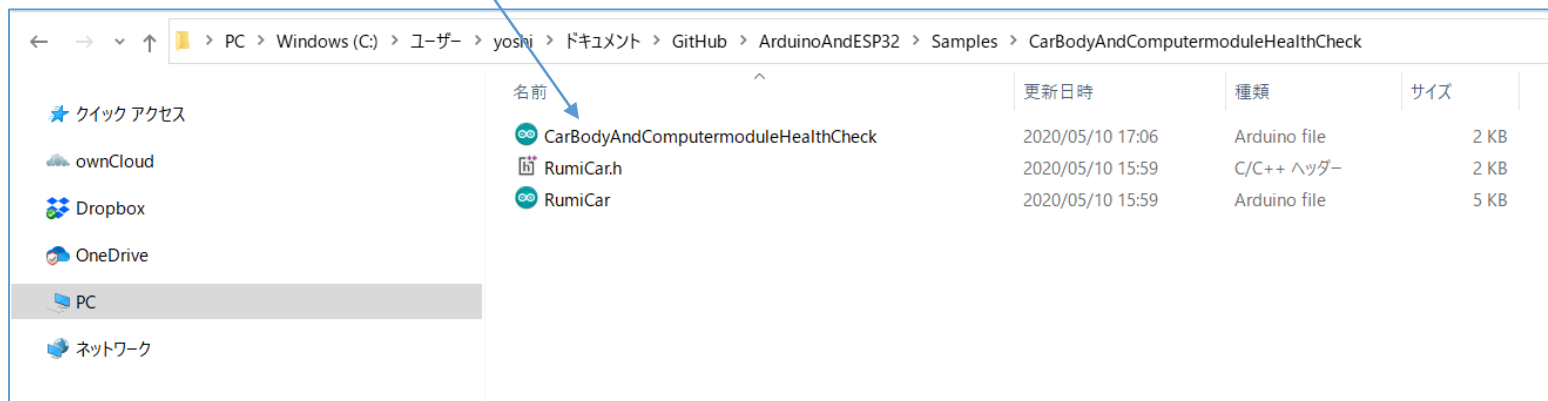 PC > Windows (C:) > ユーザー > yoshi > ドキュメント > GitHub > ArduinoAndESP32 > Samples > CarBodyAndComputermoduleHealthCheck
名前 更新日時 種類 サイズ
クイック アクセス
CarBodyAndComputermoduleHealthCheck 2020/05/10 17:06 Arduino file 2 KB
ownCloud
RumiCar.h 2020/05/10 15:59 C/C++ ヘッダー 2 KB
RumiCar 2020/05/10 15:59 Arduino file 5 KB
Dropbox
OneDrive
PC
ネットワーク